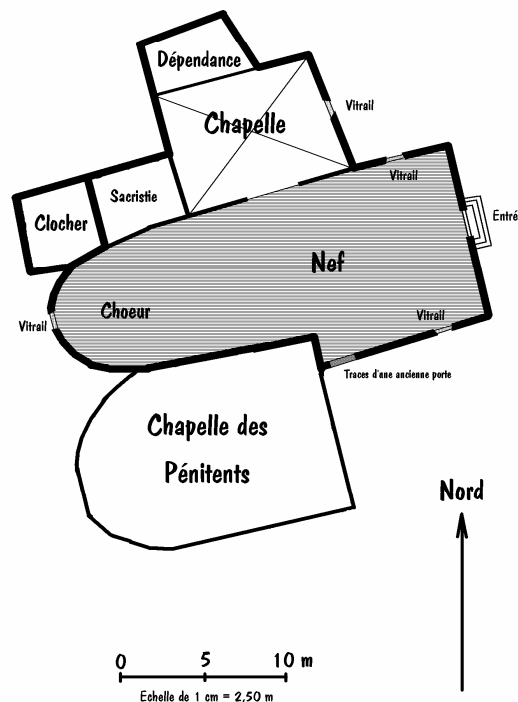 Dépendance
Vitrail
Chapelle
Vitrail
Sacristie
Clocher
Entré
Nef
Choeur
Vitrail
Vitrail
Traces d'une ancienne porte
Chapelle des
Pénitents
Nord
0 5 10 m
Echelle de 1 cm = 2,50 m